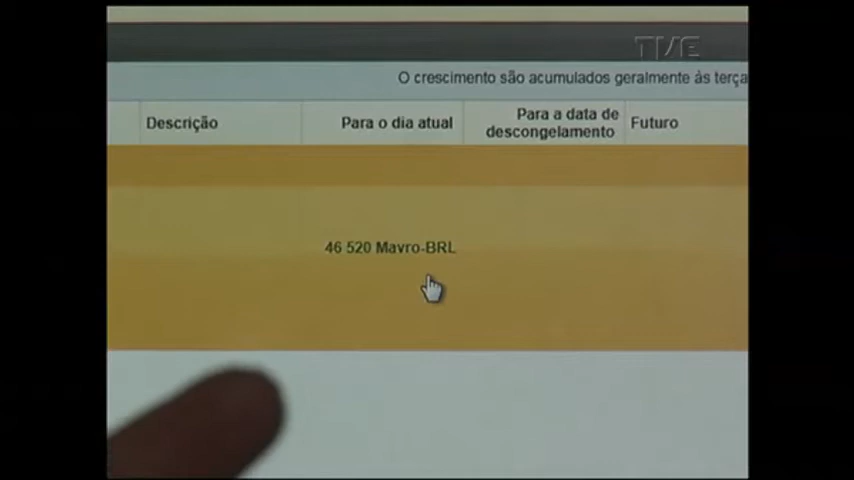 TVE
O crescimento são acumulados geralmente às terça
Descrição
Para o dia atual
Para a data de
descongelamento
Futuro
46 520 Mavro-BRL